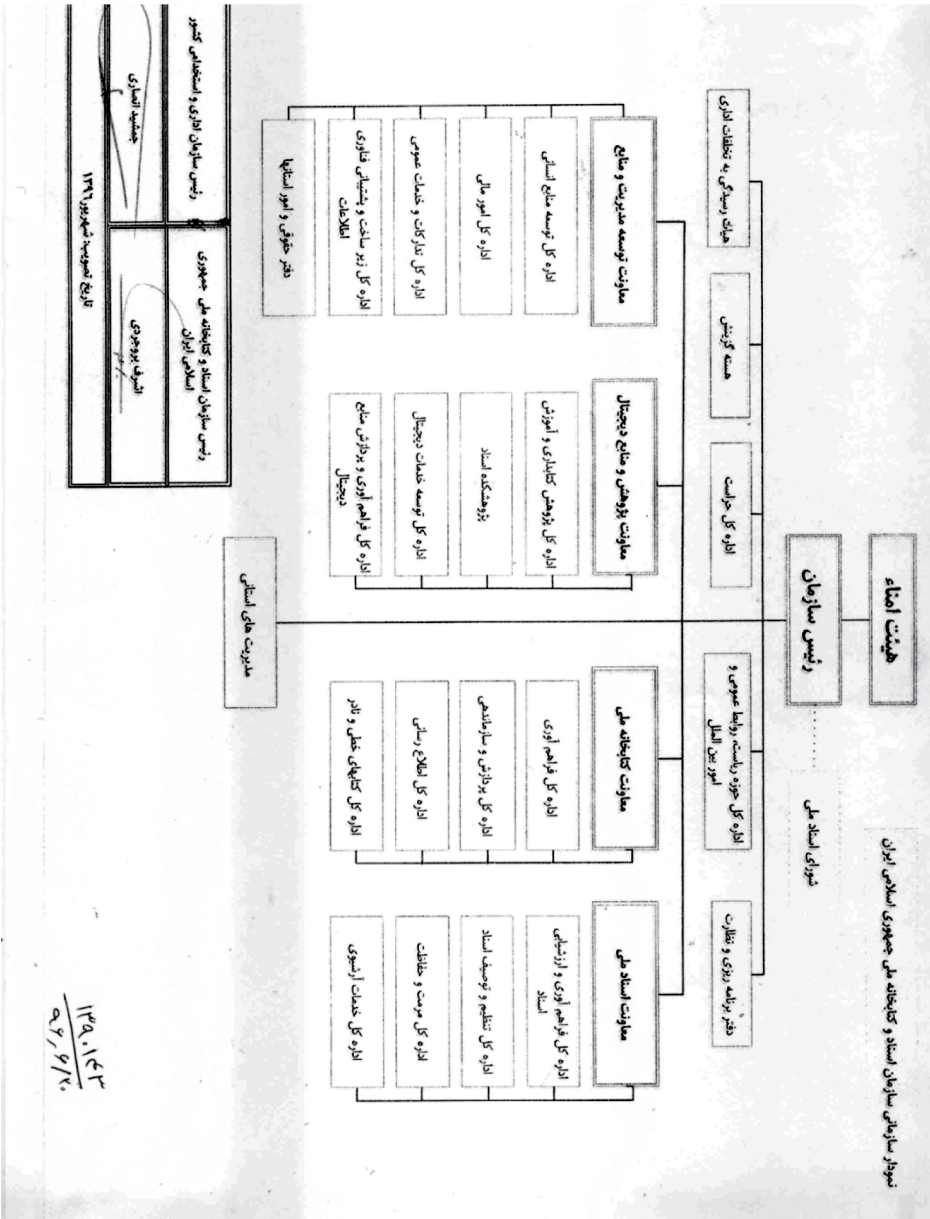 نمودار سازمانی سازمان اسناد و کتابخانه ملی جمهوری اسلامی ایران
هیئت امناء
رئیس سازمان
شورای اسناد ملی
دفتر برنامه ریزی و نظارت
اداره کل حوزه ریاست، روابط عمومی و
امور بین الملل
اداره کل حراست
هسته گزینش
هیات رسیدگی به تخلفات اداری
معاونت اسناد ملی
اداره کل فراهم آوری و ارزشیابی
اسناد
اداره کل تنظیم و توصیف اسناد
اداره کل مرمت و حفاظت
اداره کل خدمات آرشیوی
معاونت کتابخانه ملی
اداره کل فراهم آوری
اداره کل پردازش و سازماندهی
اداره کل اطلاع رسانی
اداره کل کتابهای خطی و نادر
معاونت پژوهش و منابع دیجیتال
اداره کل پژوهش کتابداری و آموزش
پژوهشکده اسناد
اداره کل توسعه خدمات دیجیتال
اداره کل فراهم آوری و پردازش منابع
دیجیتال
معاونت توسعه مدیریت و منابع
اداره کل توسعه منابع انسانی
اداره کل امور مالی
اداره کل تدارکات و خدمات عمومی
اداره کل زیر ساخت و پشتیبانی فناوری
اطلاعات
دفتر حقوقی و امور استانها
مدیریت های استانی
رئیس سازمان اسناد و کتابخانه ملی جمهوری
اسلامی ایران
رئیس سازمان اداری و استخدامی کشور
اشرف بروجردی
جمشید انصاری
تاریخ تصویب: شهریور ۱۳۹۶
۱۳۹۰۱۴۳
۹۶٫۶/۲۰